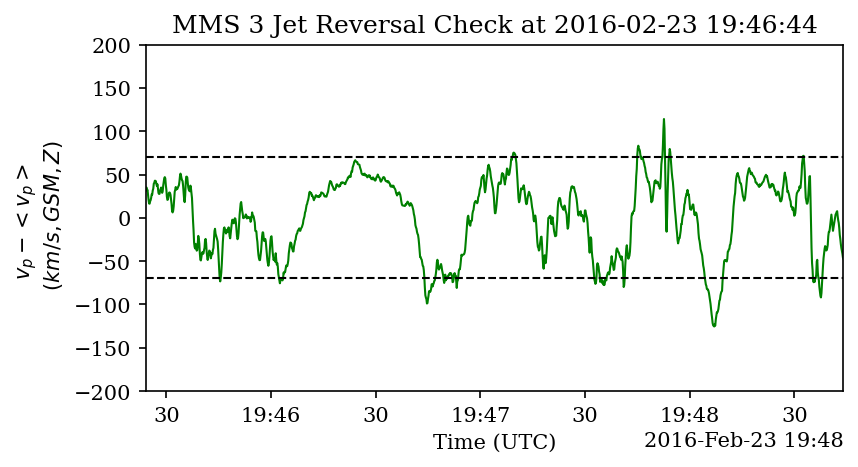 MMS 3 Jet Reversal Check at 2016-02-23 19:46:44
v_p − < v_p >
(km/s, GSM, Z)
200
150
100
50
0
−50
−100
−150
−200
30 19:46 30 19:47 30 19:48 30
Time (UTC)
2016-Feb-23 19:48